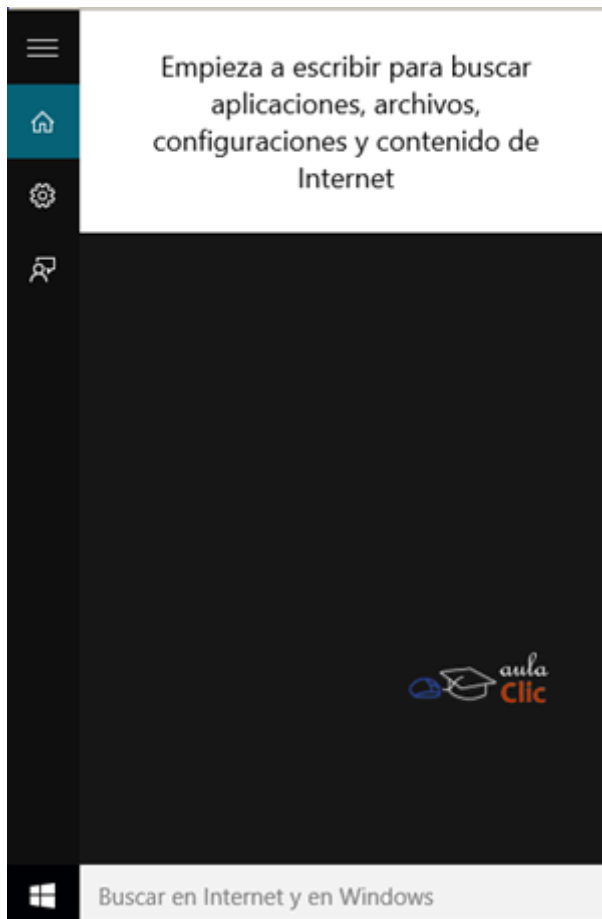 Empieza a escribir para buscar
aplicaciones, archivos,
configuraciones y contenido de
Internet
aula
Clic
Buscar en Internet y en Windows